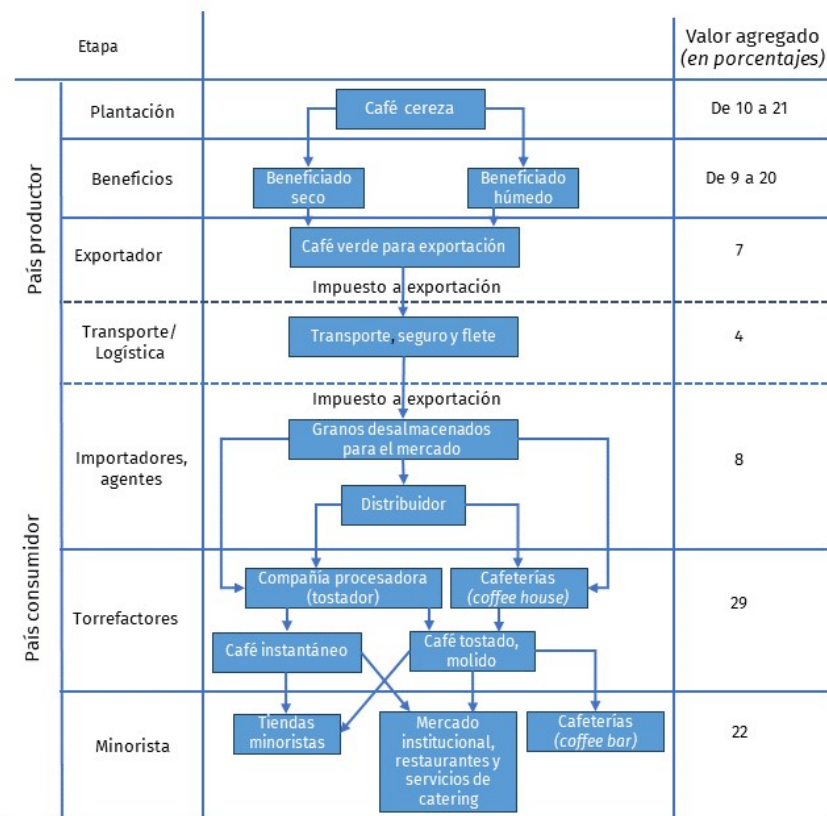 Etapa
Valor agregado
(en porcentajes)
País productor
Plantación
Café cereza
De 10 a 21
Beneficios
Beneficiado
seco
Beneficiado
húmedo
De 9 a 20
Exportador
Café verde para exportación
7
Impuesto a exportación
Transporte/
Logística
Transporte, seguro y flete
4
País consumidor
Impuesto a exportación
Importadores,
agentes
Granos desalmacenados
para el mercado
8
Distribuidor
Torrefactores
Compañía procesadora
(tostador)
Cafeterías
(coffee house)
29
Café instantáneo
Café tostado,
molido
Minorista
Tiendas
minoristas
Mercado
institucional,
restaurantes y
servicios de
catering
Cafeterías
(coffee bar)
22